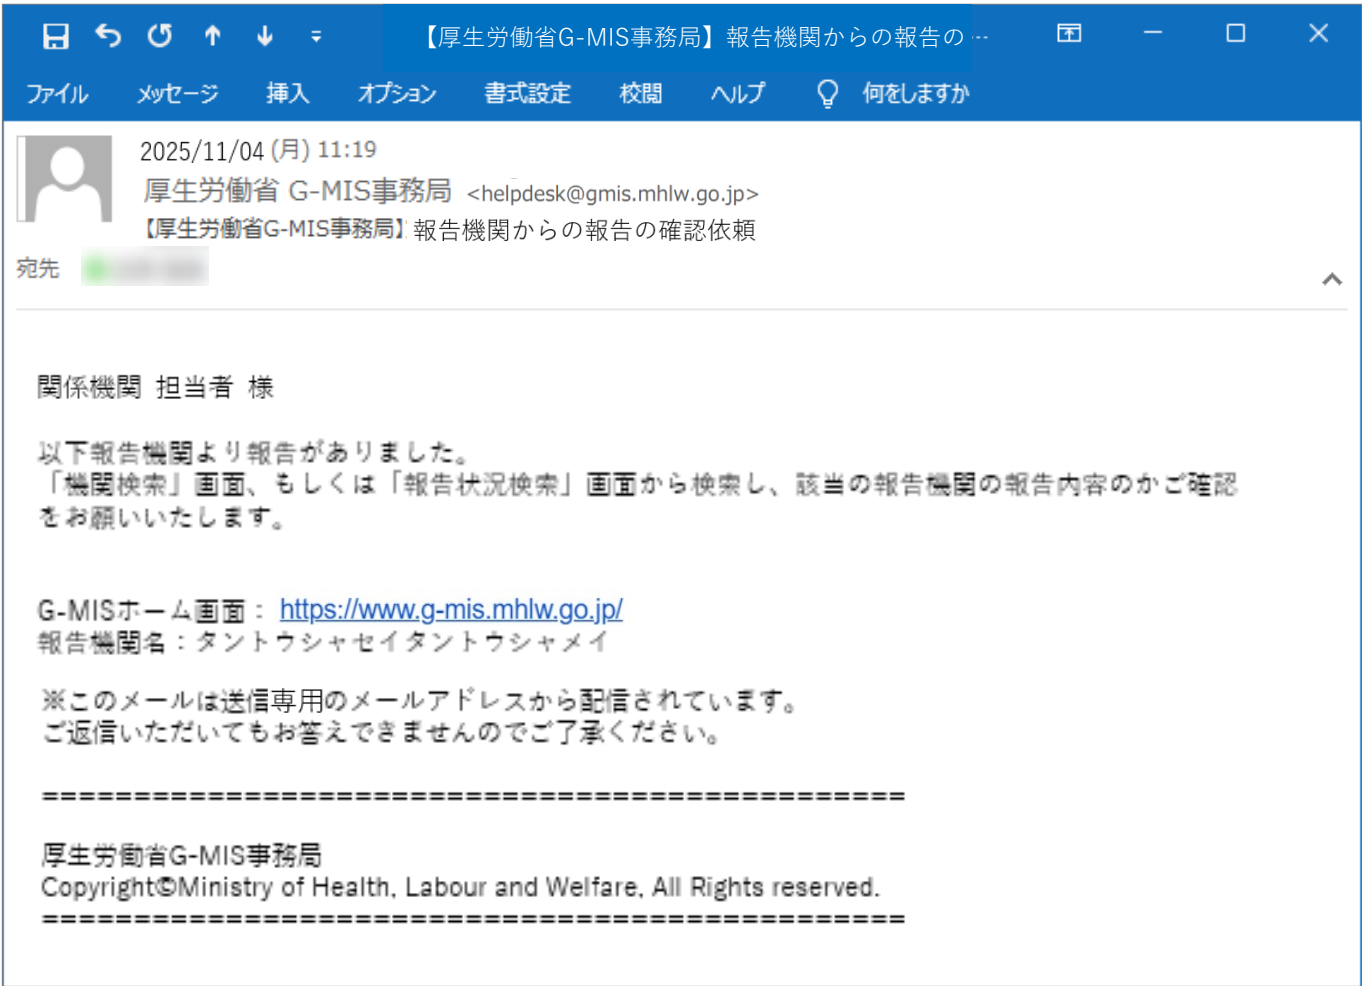 【厚生労働省G-MIS事務局】報告機関からの報告の…
ファイル メッセージ 挿入 オプション 書式設定 校閲 ヘルプ 何をしますか
2025/11/04 (月) 11:19
厚生労働省 G-MIS事務局 <helpdesk@gmis.mhlw.go.jp>
【厚生労働省G-MIS事務局】報告機関からの報告の確認依頼
宛先
関係機関 担当者 様
以下報告機関より報告がありました。
「機関検索」画面、もしくは「報告状況検索」画面から検索し、該当の報告機関の報告内容のかご確認
をお願いいたします。
G-MISホーム画面： https://www.g-mis.mhlw.go.jp/
報告機関名：タントウシャセイタントウシャメイ
※このメールは送信専用のメールアドレスから配信されています。
ご返信いただいてもお答えできませんのでご了承ください。
===============================================
厚生労働省G-MIS事務局
Copyright©Ministry of Health, Labour and Welfare, All Rights reserved.
===============================================